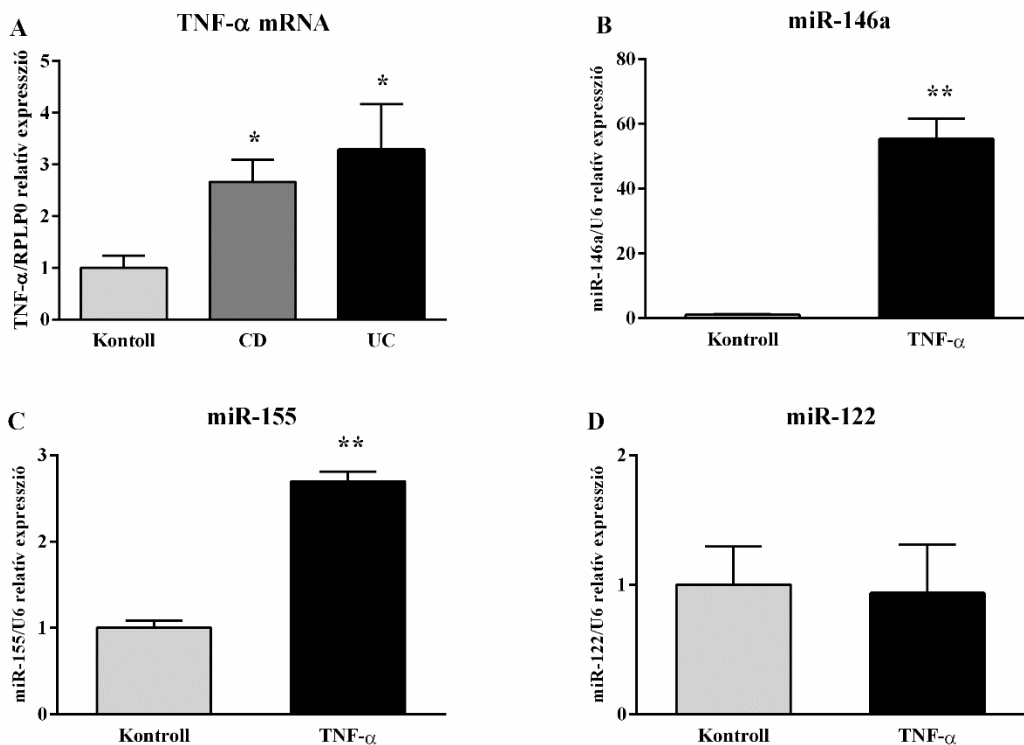 A
TNF-α mRNA
TNF-α/RPLP0 relatív expresszió
5
4
3
2
1
0
*
*
Kontoll
CD
UC
B
miR-146a
miR-146a/U6 relatív expresszió
80
60
40
20
0
**
Kontroll
TNF-α
C
miR-155
miR-155/U6 relatív expresszió
3
2
1
0
**
Kontroll
TNF-α
D
miR-122
miR-122/U6 relatív expresszió
2
1
0
Kontroll
TNF-α